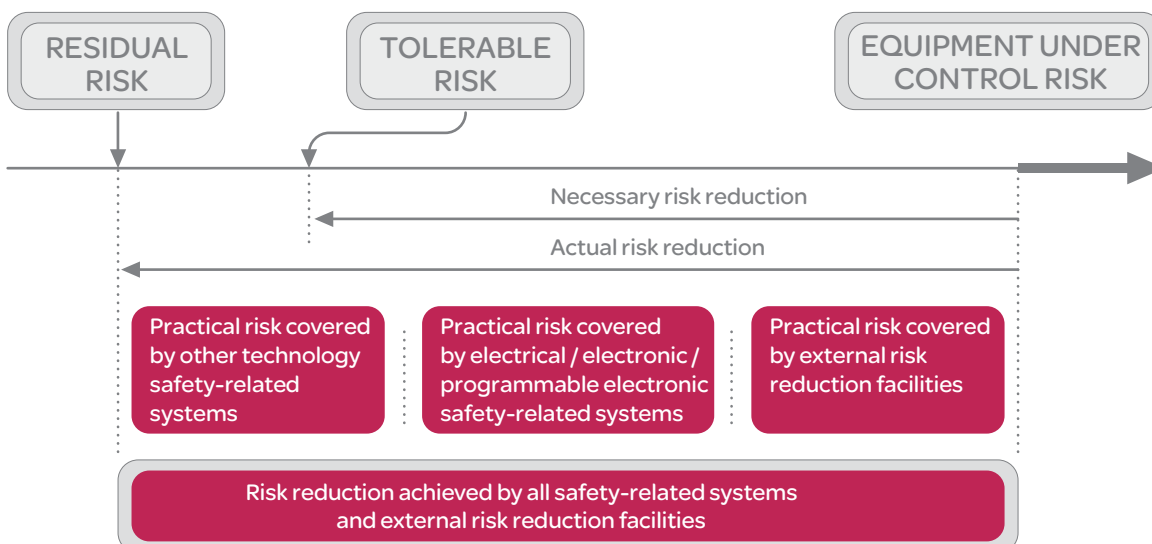 RESIDUAL
RISK
TOLERABLE
RISK
EQUIPMENT UNDER
CONTROL RISK
Necessary risk reduction
Actual risk reduction
Practical risk covered
by other technology
safety-related
systems
Practical risk covered
by electrical / electronic /
programmable electronic
safety-related systems
Practical risk covered
by external risk
reduction facilities
Risk reduction achieved by all safety-related systems
and external risk reduction facilities